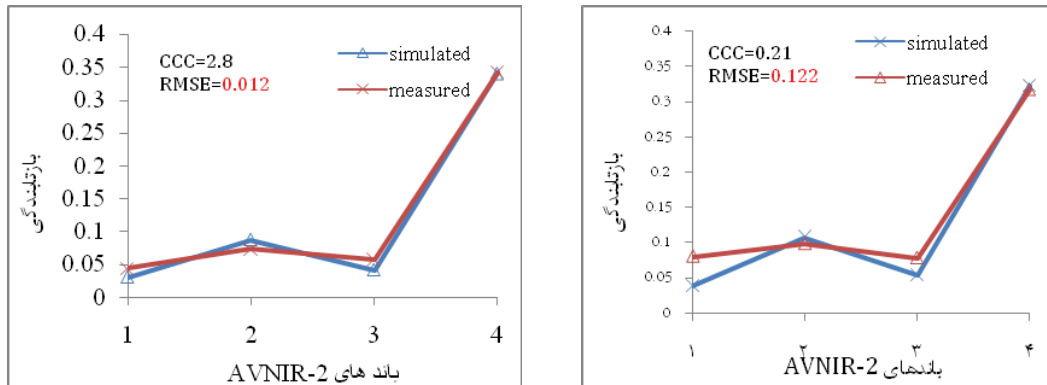 0.4
0.35
0.3
0.25
0.2
0.15
0.1
0.05
0
CCC=2.8
RMSE=0.012
simulated
measured
بازتابندگی
1 2 3 4
باند های AVNIR-2
0.4
0.35
0.3
0.25
0.2
0.15
0.1
0.05
0
CCC=0.21
RMSE=0.122
simulated
measured
بازتابندگی
۱ ۲ ۳ ۴
باندهای AVNIR-2